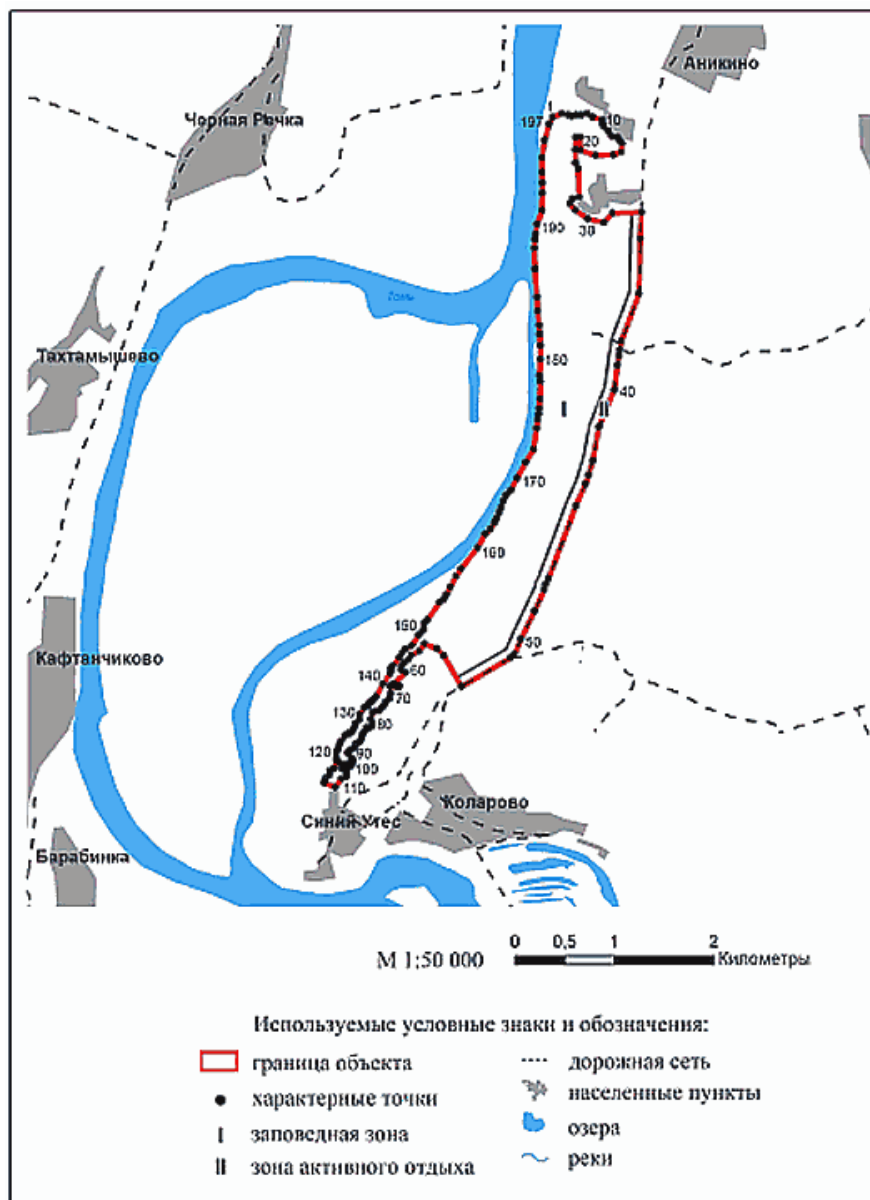 Аникино
Черная Речка
197
10
20
190
30
Томь
Тахтамышево
180
40
I
II
170
160
150
50
Кафтанчиково
60
140
70
130
80
120
90
100
110
Жоларово
Синий Утес
Барабинка
0 0,5 1 2
М 1:50 000
Километры
Используемые условные знаки и обозначения:
граница объекта
дорожная сеть
характерные точки
населенные пункты
I заповедная зона
озера
II зона активного отдыха
реки